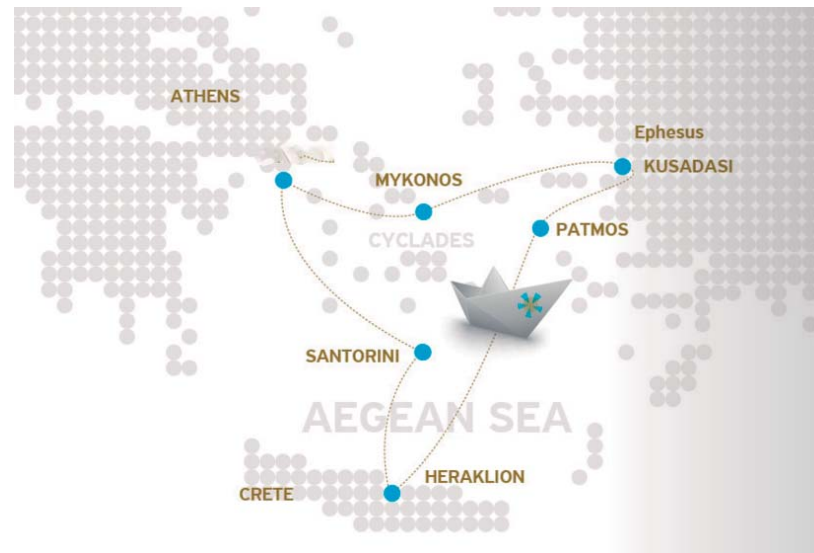 ATHENS
Ephesus
KUSADASI
MYKONOS
PATMOS
CYCLADES
SANTORINI
AEGEAN SEA
HERAKLION
CRETE